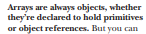 Arrays are always objects, whether
they're declared to hold primitives
or object references. But you can